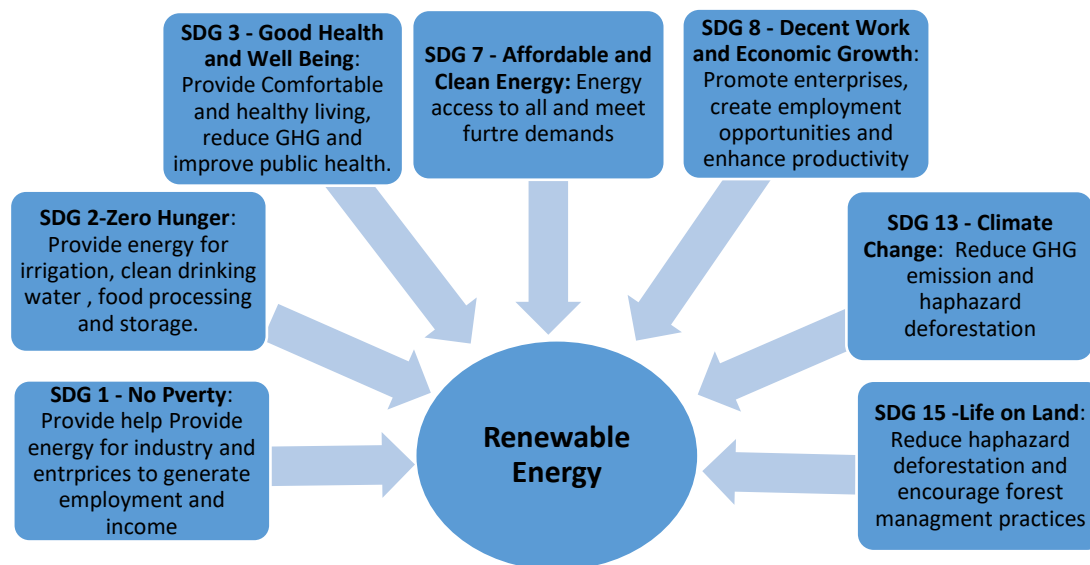 SDG 3 - Good Health
and Well Being:
Provide Comfortable
and healthy living,
reduce GHG and
improve public health.
SDG 7 - Affordable and
Clean Energy: Energy
access to all and meet
furtre demands
SDG 8 - Decent Work
and Economic Growth:
Promote enterprises,
create employment
opportunities and
enhance productivity
SDG 2-Zero Hunger:
Provide energy for
irrigation, clean drinking
water , food processing
and storage.
SDG 13 - Climate
Change: Reduce GHG
emission and
haphazard
deforestation
SDG 1 - No Pverty:
Provide help Provide
energy for industry and
entrprices to generate
employment and
income
Renewable
Energy
SDG 15 -Life on Land:
Reduce haphazard
deforestation and
encourage forest
managment practices